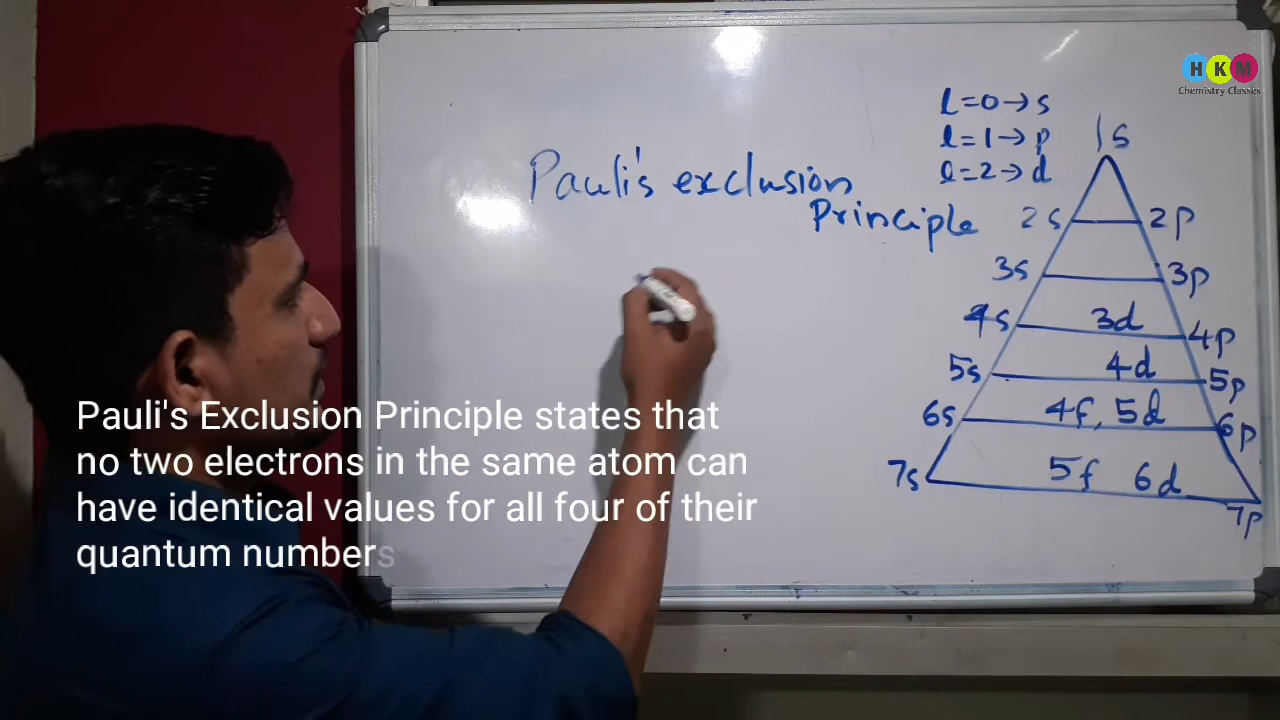 HKM
Chemistry Classes
l=0→s
l=1→p
l=2→d
Pauli's exclusion
Principle
1s
2s 2p
3s 3p
4s 3d 4p
5s 4d 5p
6s 4f, 5d 6p
7s 5f 6d 7p
Pauli's Exclusion Principle states that
no two electrons in the same atom can
have identical values for all four of their
quantum numbers